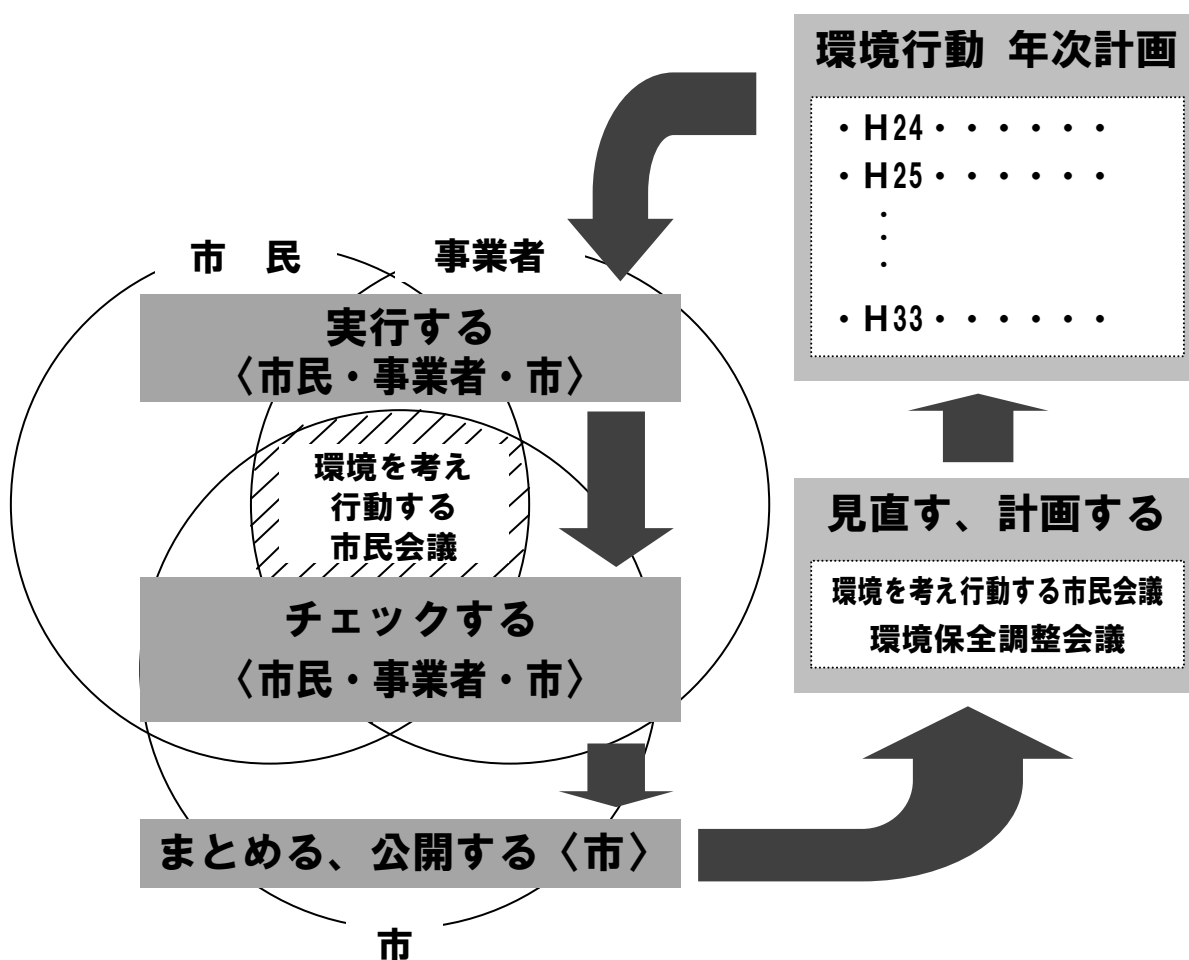 環境行動 年次計画
・H24・・・・・・
・H25・・・・・・
・
・
・
・H33・・・・・・
市 民
事業者
実行する
〈市民・事業者・市〉
環境を考え
行動する
市民会議
チェックする
〈市民・事業者・市〉
まとめる、公開する〈市〉
市
見直す、計画する
環境を考え行動する市民会議
環境保全調整会議